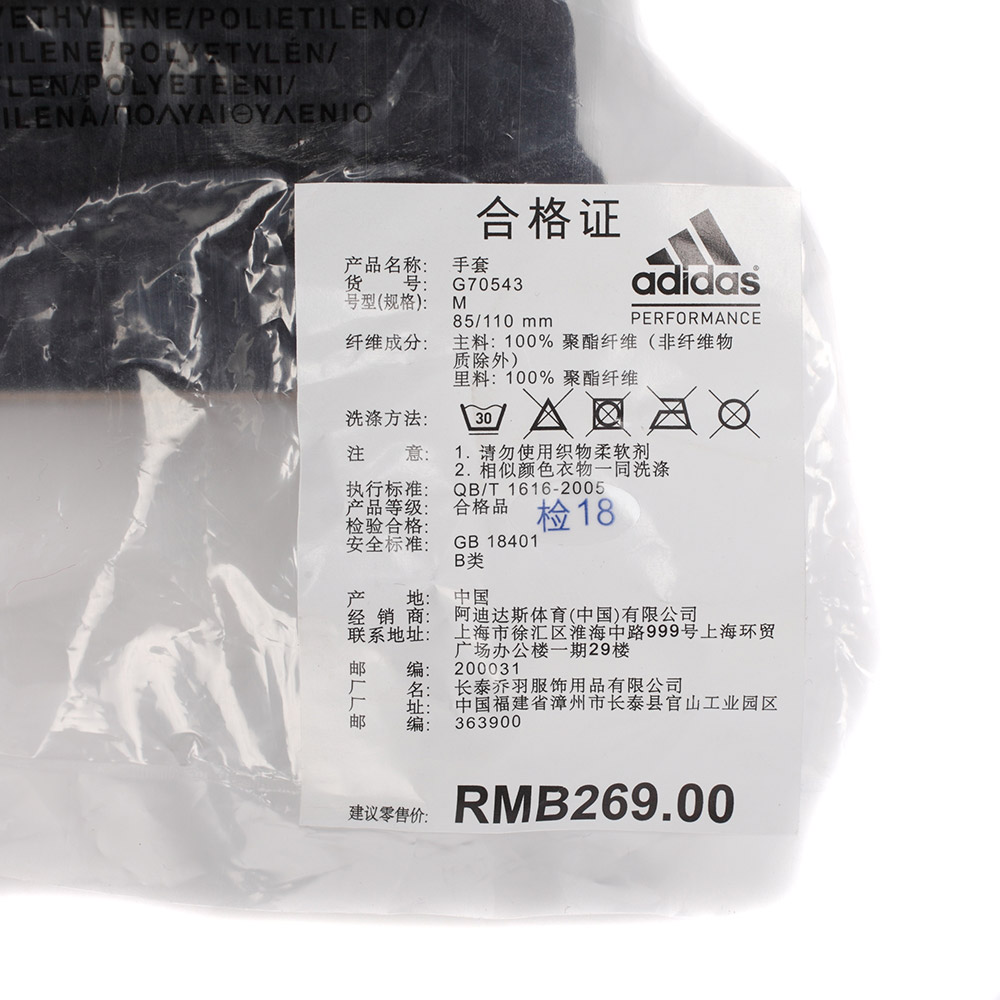 ETHYLENE/POLIETILENO/
ILENE/POLYETYLÉN/
LEN/POLYETEENI/
ILENÄ/ΠΟΛΥΑΙΘΥΛΕΝΙΟ
合格证
adidas
PERFORMANCE
产品名称: 手套
货 号: G70543
号型(规格): M
85/110 mm
纤维成分: 主料: 100% 聚酯纤维 (非纤维物
质除外)
里料: 100% 聚酯纤维
洗涤方法: 30
注 意: 1. 请勿使用织物柔软剂
2. 相似颜色衣物一同洗涤
执行标准: QB/T 1616-2005
产品等级: 合格品
检验合格: 检18
安全标准: GB 18401
B类
产 地: 中国
经 销 商: 阿迪达斯体育(中国)有限公司
联系地址: 上海市徐汇区淮海中路999号上海环贸
广场办公楼一期29楼
邮 编: 200031
厂 名: 长泰乔羽服饰用品有限公司
厂 址: 中国福建省漳州市长泰县官山工业园区
邮 编: 363900
建议零售价: RMB269.00